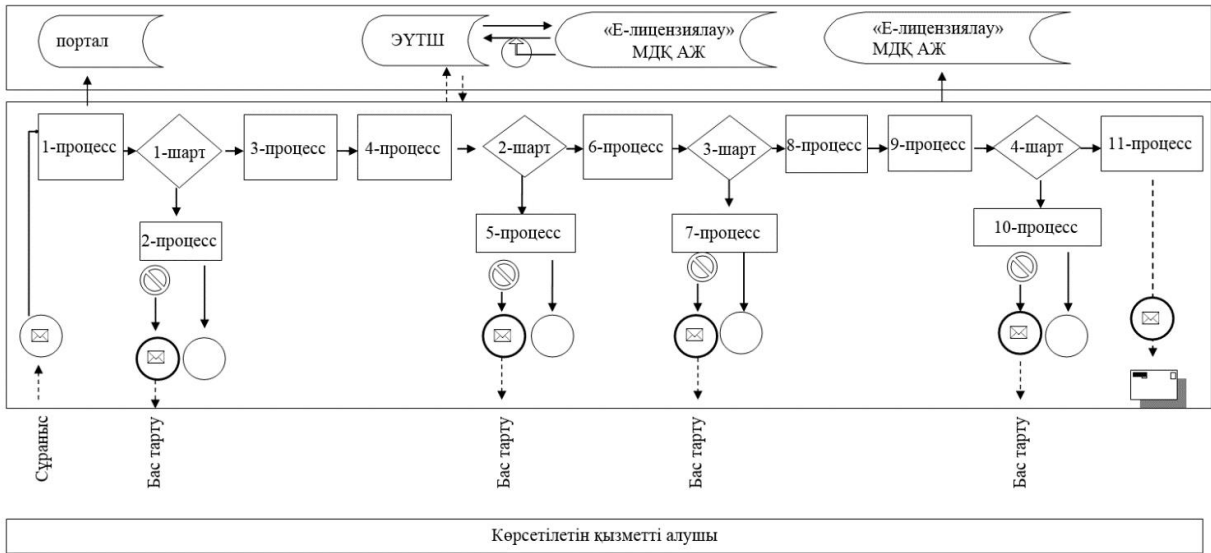 портал
ЭҮТШ
«Е-лицензиялау»
МДҚ АЖ
«Е-лицензиялау»
МДҚ АЖ
1-процесс
1-шарт
3-процесс
4-процесс
2-шарт
6-процесс
3-шарт
8-процесс
9-процесс
4-шарт
11-процесс
2-процесс
5-процесс
7-процесс
10-процесс
Сұраныс
Бас тарту
Бас тарту
Бас тарту
Бас тарту
Көрсетілетін қызметті алушы